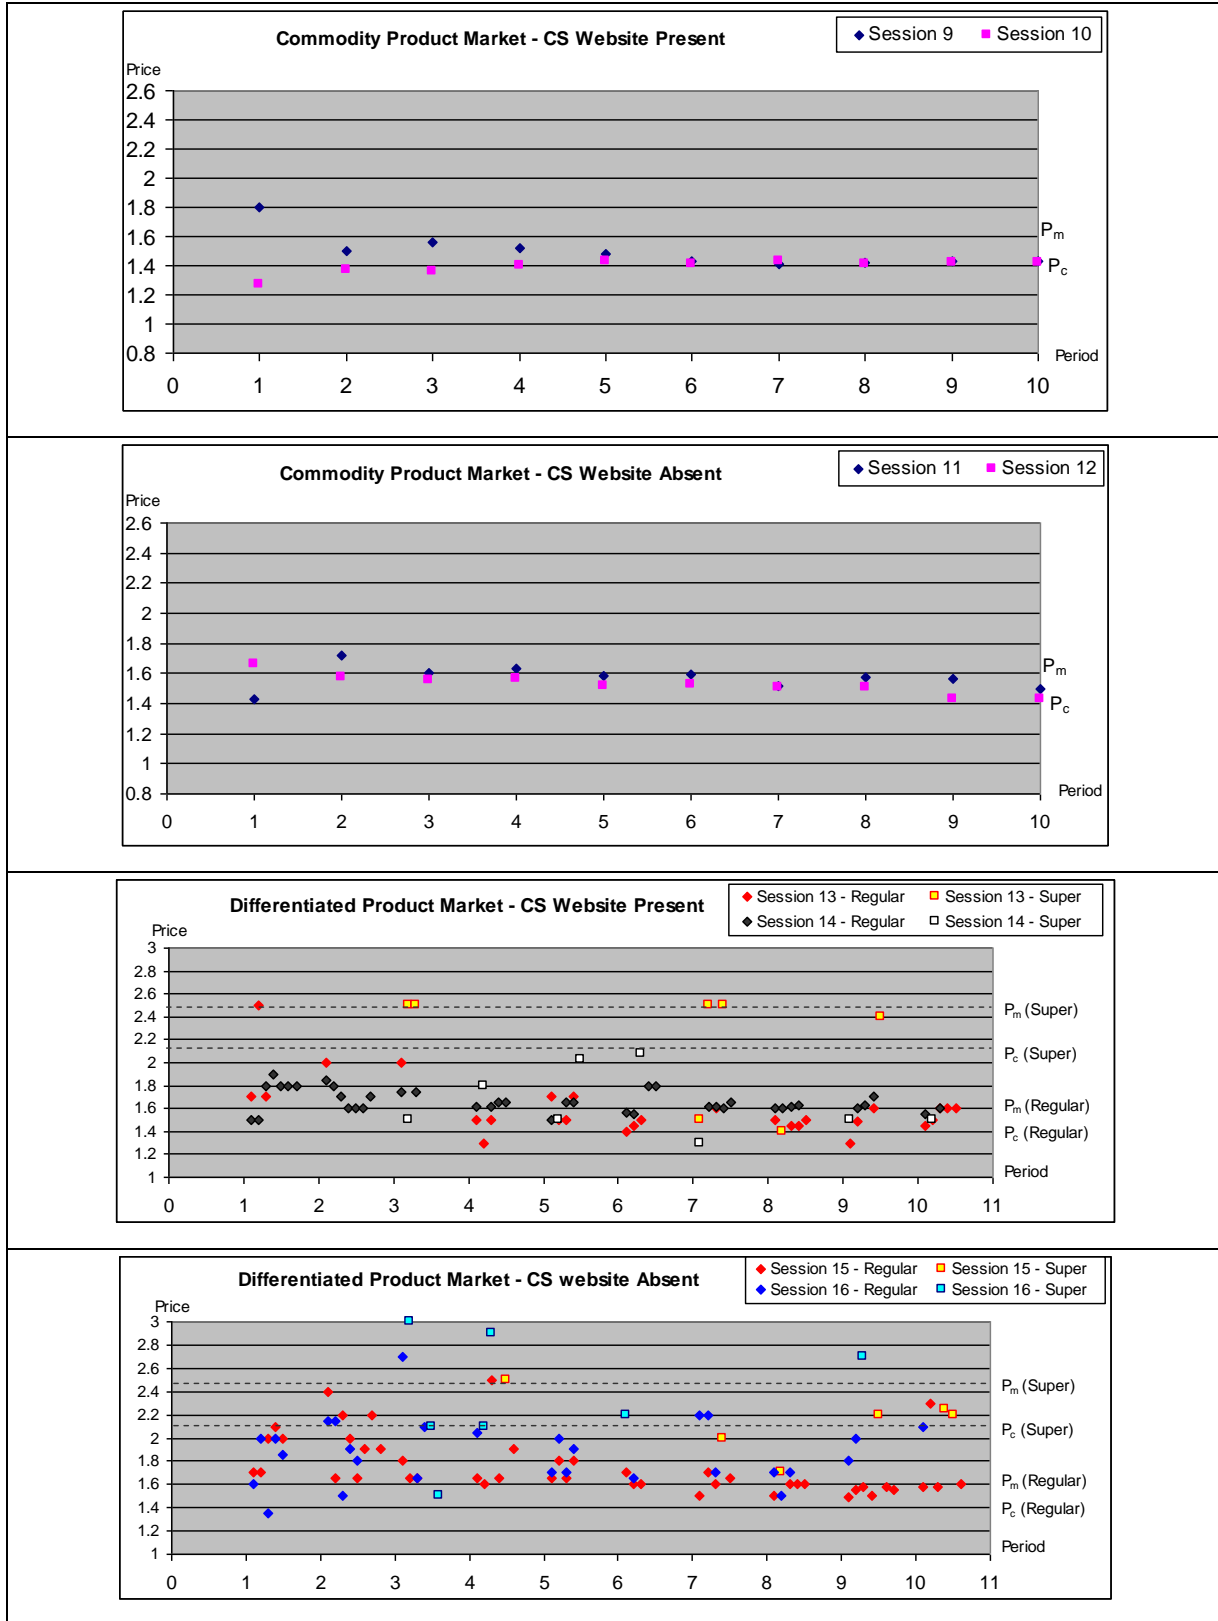 Commodity Product Market - CS Website Present
Session 9 Session 10
Price
2.6
2.4
2.2
2
1.8
1.6
1.4
1.2
1
0.8
Pm
Pc
Period
0 1 2 3 4 5 6 7 8 9 10
Commodity Product Market - CS Website Absent
Session 11 Session 12
Price
2.6
2.4
2.2
2
1.8
1.6
1.4
1.2
1
0.8
Pm
Pc
Period
0 1 2 3 4 5 6 7 8 9 10
Differentiated Product Market - CS Website Present
Session 13 - Regular Session 13 - Super
Session 14 - Regular Session 14 - Super
Price
3
2.8
2.6
2.4
2.2
2
1.8
1.6
1.4
1.2
1
Pm (Super)
Pc (Super)
Pm (Regular)
Pc (Regular)
Period
0 1 2 3 4 5 6 7 8 9 10 11
Differentiated Product Market - CS website Absent
Session 15 - Regular Session 15 - Super
Session 16 - Regular Session 16 - Super
Price
3
2.8
2.6
2.4
2.2
2
1.8
1.6
1.4
1.2
1
Pm (Super)
Pc (Super)
Pm (Regular)
Pc (Regular)
Period
0 1 2 3 4 5 6 7 8 9 10 11